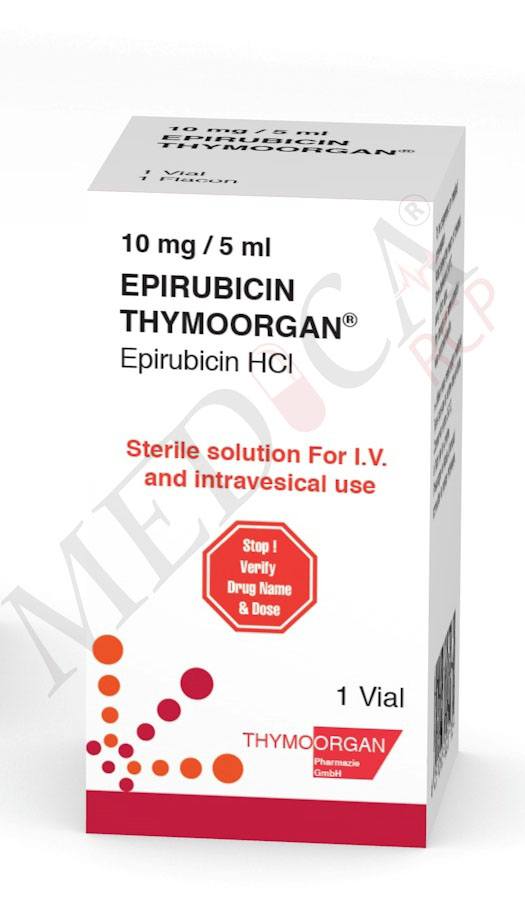 10 mg / 5 ml
EPIRUBICIN
THYMOORGAN®
1 Vial
1 Flacon
10 mg / 5 ml
EPIRUBICIN
THYMOORGAN®
Epirubicin HCl
Sterile solution For I.V.
and intravesical use
Stop !
Verify
Drug Name
& Dose
1 Vial
THYMOORGAN
Pharmazie
GmbH
MEDICA®
RCP